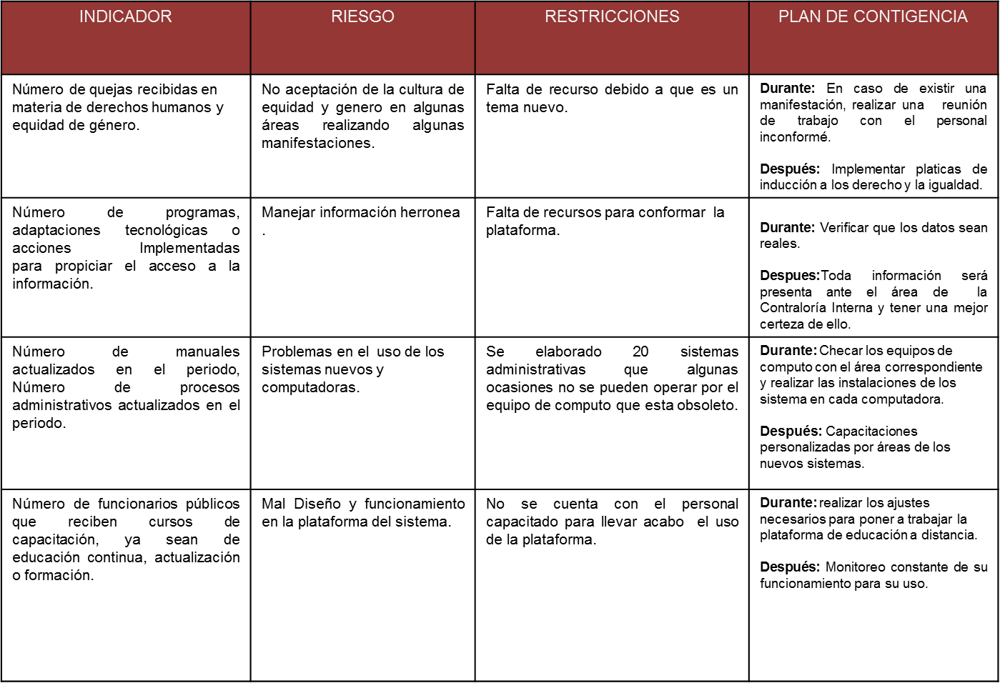 INDICADOR
RIESGO
RESTRICCIONES
PLAN DE CONTIGENCIA
Número de quejas recibidas en
materia de derechos humanos y
equidad de género.
No aceptación de la cultura de
equidad y genero en algunas
áreas realizando algunas
manifestaciones.
Falta de recurso debido a que es un
tema nuevo.
Durante: En caso de existir una
manifestación, realizar una reunión
de trabajo con el personal
inconformé.
Después: Implementar platicas de
inducción a los derecho y la igualdad.
Número de programas,
adaptaciones tecnológicas o
acciones Implementadas
para propiciar el acceso a la
información.
Manejar información herronea
.
Falta de recursos para conformar la
plataforma.
Durante: Verificar que los datos sean
reales.
Despues:Toda información será
presenta ante el área de la
Contraloría Interna y tener una mejor
certeza de ello.
Número de manuales
actualizados en el periodo,
Número de procesos
administrativos actualizados en el
periodo.
Problemas en el uso de los
sistemas nuevos y
computadoras.
Se elaborado 20 sistemas
administrativas que algunas
ocasiones no se pueden operar por el
equipo de computo que esta obsoleto.
Durante: Checar los equipos de
computo con el área correspondiente
y realizar las instalaciones de los
sistema en cada computadora.
Después: Capacitaciones
personalizadas por áreas de los
nuevos sistemas.
Número de funcionarios públicos
que reciben cursos de
capacitación, ya sean de
educación continua, actualización
o formación.
Mal Diseño y funcionamiento
en la plataforma del sistema.
No se cuenta con el personal
capacitado para llevar acabo el uso
de la plataforma.
Durante: realizar los ajustes
necesarios para poner a trabajar la
plataforma de educación a distancia.
Después: Monitoreo constante de su
funcionamiento para su uso.